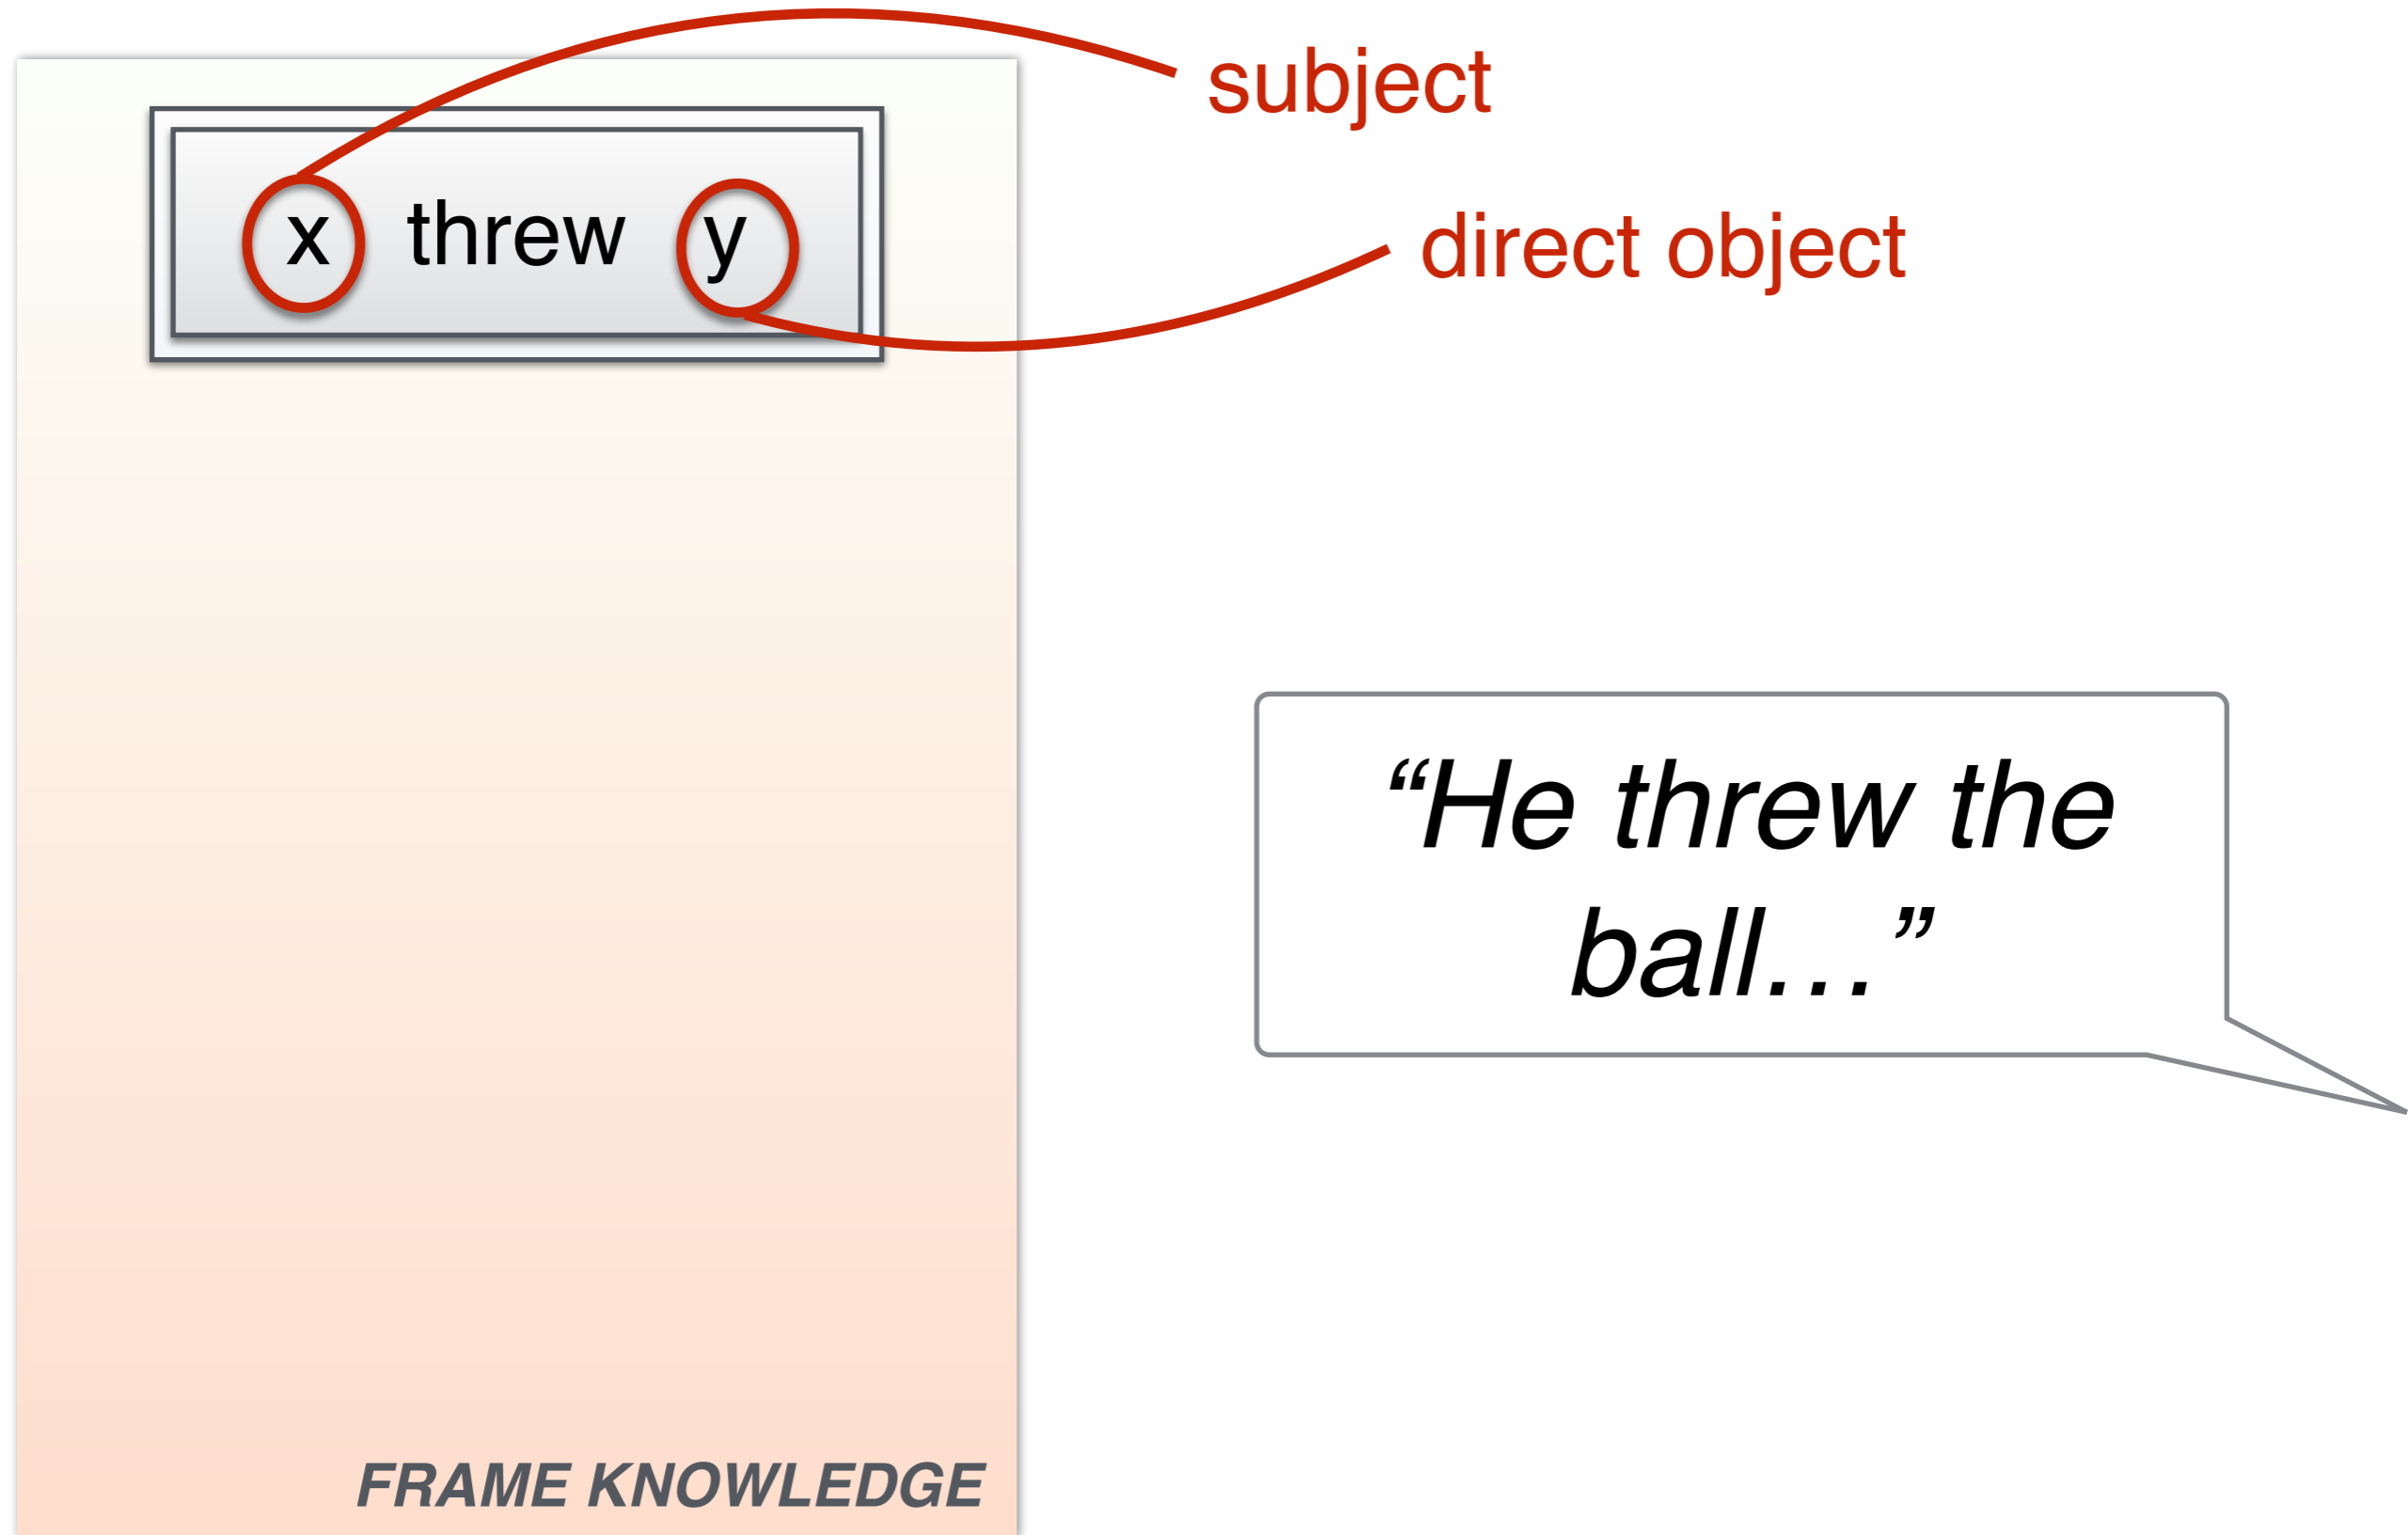 subject
x threw y
direct object
“He threw the
ball…”
FRAME KNOWLEDGE